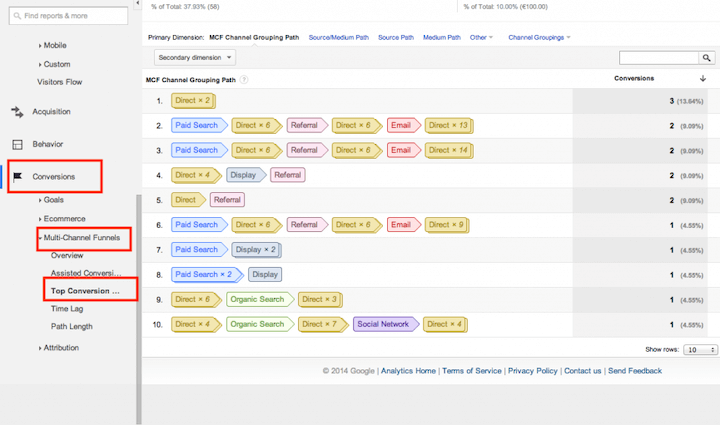 % of Total: 37.93% (58)
% of Total: 10.00% (€100.00)
Find reports & more
Mobile
Custom
Visitors Flow
Acquisition
Behavior
Conversions
Goals
Ecommerce
Multi-Channel Funnels
Overview
Assisted Conversi...
Top Conversion ...
Time Lag
Path Length
Attribution
Primary Dimension: MCF Channel Grouping Path Source/Medium Path Source Path Medium Path Other Channel Groupings
Secondary dimension
MCF Channel Grouping Path ? Conversions
1. Direct × 2 3 (13.64%)
2. Paid Search Direct × 6 Referral Direct × 6 Email Direct × 13 2 (9.09%)
3. Paid Search Direct × 6 Referral Direct × 6 Email Direct × 14 2 (9.09%)
4. Direct × 4 Display Referral 2 (9.09%)
5. Direct Referral 2 (9.09%)
6. Paid Search Direct × 6 Referral Direct × 6 Email Direct × 9 1 (4.55%)
7. Paid Search Display × 2 1 (4.55%)
8. Paid Search × 2 Display 1 (4.55%)
9. Direct × 6 Organic Search Direct × 3 1 (4.55%)
10. Direct × 4 Organic Search Direct × 7 Social Network Direct × 4 1 (4.55%)
Show rows: 10
© 2014 Google | Analytics Home | Terms of Service | Privacy Policy | Contact us | Send Feedback